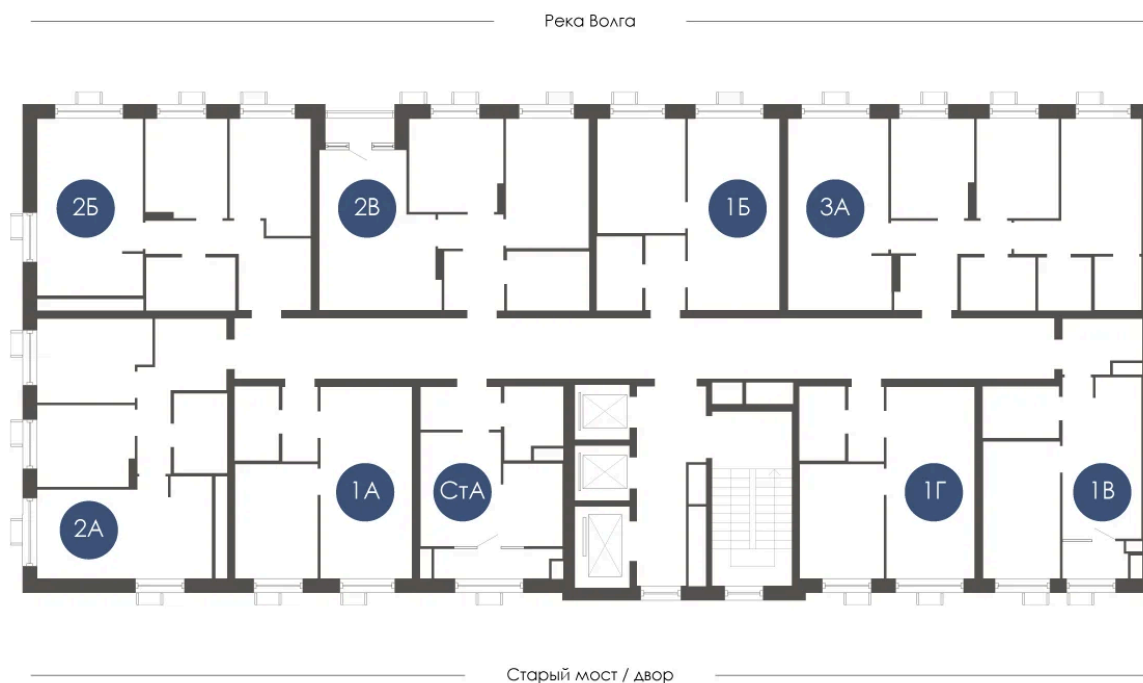 Река Волга
2Б
2В
1Б
3А
2А
1А
СтА
1Г
1В
Старый мост / двор